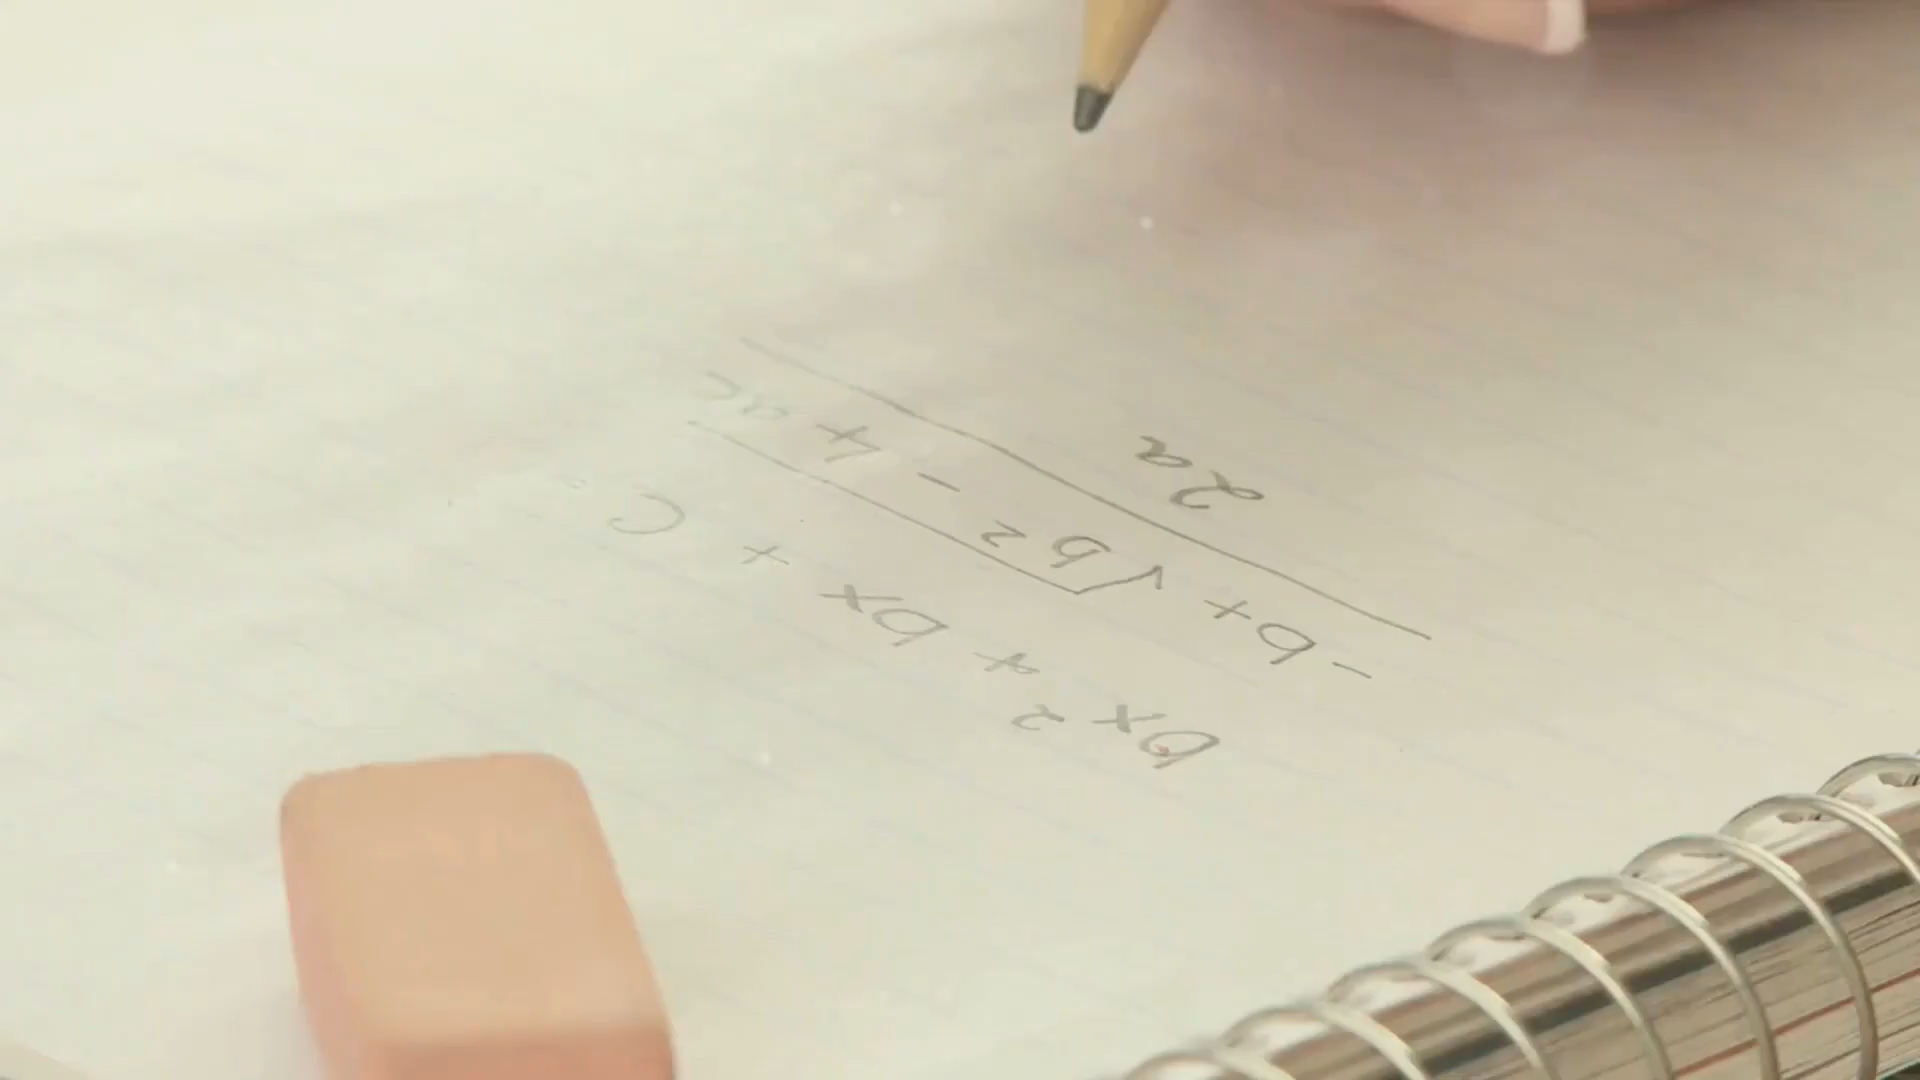 bx² + bx + C
-b + √b² - 4ac
2a